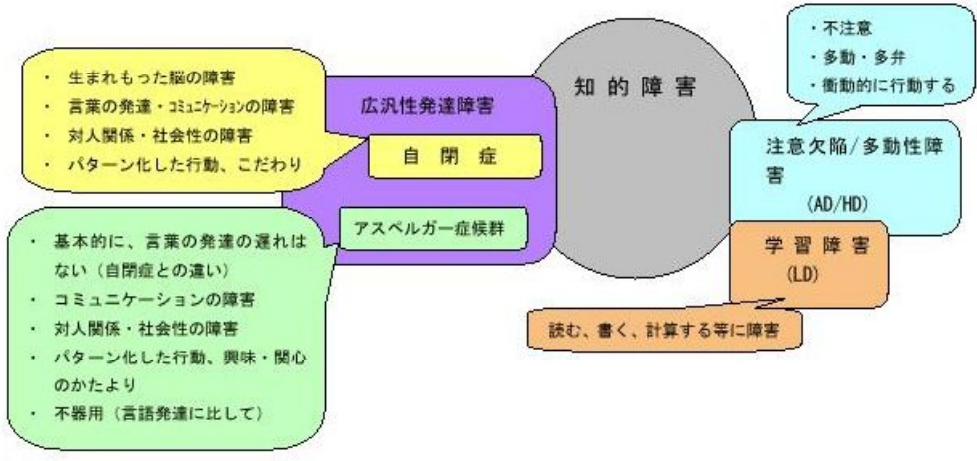 ・ 生まれもった脳の障害
・ 言葉の発達・ｺﾐｭﾆｹｰｼｮﾝの障害
・ 対人関係・社会性の障害
・ パターン化した行動、こだわり
広汎性発達障害
自閉症
アスペルガー症候群
・ 基本的に、言葉の発達の遅れは
ない（自閉症との違い）
・ コミュニケーションの障害
・ 対人関係・社会性の障害
・ パターン化した行動、興味・関心
のかたより
・ 不器用（言語発達に比して）
知的障害
・不注意
・多動・多弁
・衝動的に行動する
注意欠陥/多動性障
害
(AD/HD)
学習障害
(LD)
読む、書く、計算する等に障害